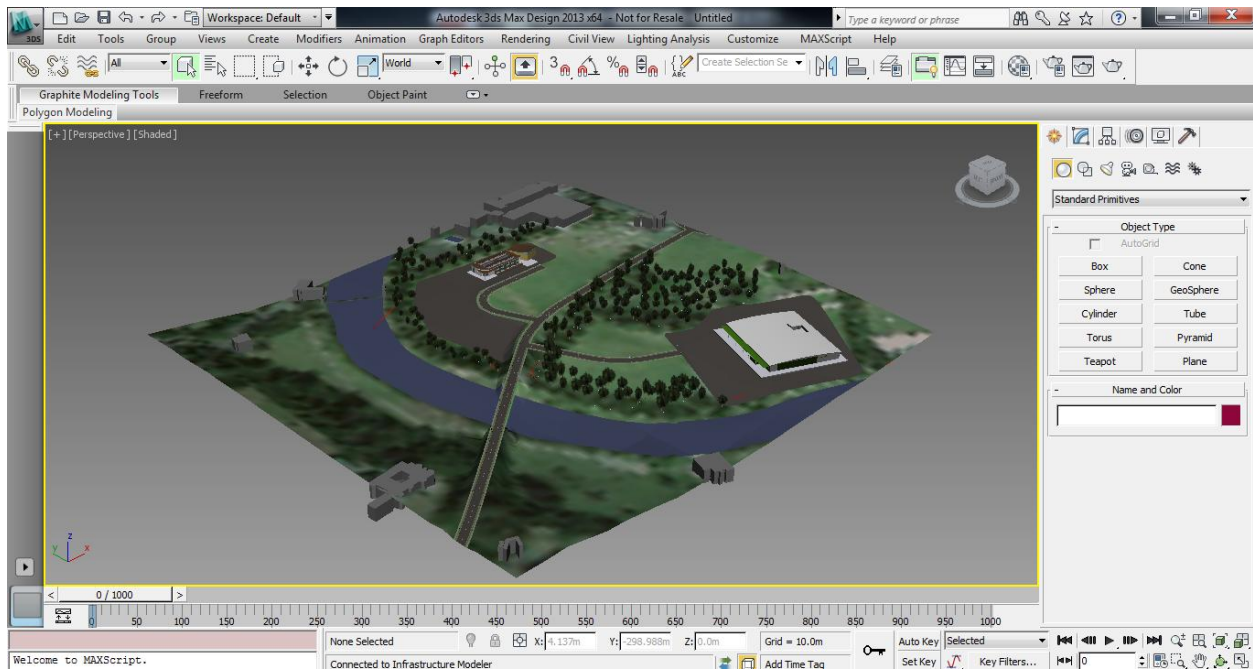 Workspace: Default
Autodesk 3ds Max Design 2013 x64 - Not for Resale Untitled
Type a keyword or phrase
3DS
Edit Tools Group Views Create Modifiers Animation Graph Editors Rendering Civil View Lighting Analysis Customize MAXScript Help
All
World
3
%
ABC
Create Selection Se
Graphite Modeling Tools Freeform Selection Object Paint
Polygon Modeling
[+] [Perspective] [Shaded]
Standard Primitives
- Object Type
AutoGrid
Box Cone
Sphere GeoSphere
Cylinder Tube
Torus Pyramid
Teapot Plane
- Name and Color
z
y x
< 0 / 1000 >
0 50 100 150 200 250 300 350 400 450 500 550 600 650 700 750 800 850 900 950 1000
None Selected X: 4.137m Y: -298.988m Z: 0.0m Grid = 10.0m Auto Key Selected
Welcome to MAXScript. Connected to Infrastructure Modeler Add Time Tag Set Key Key Filters... 0